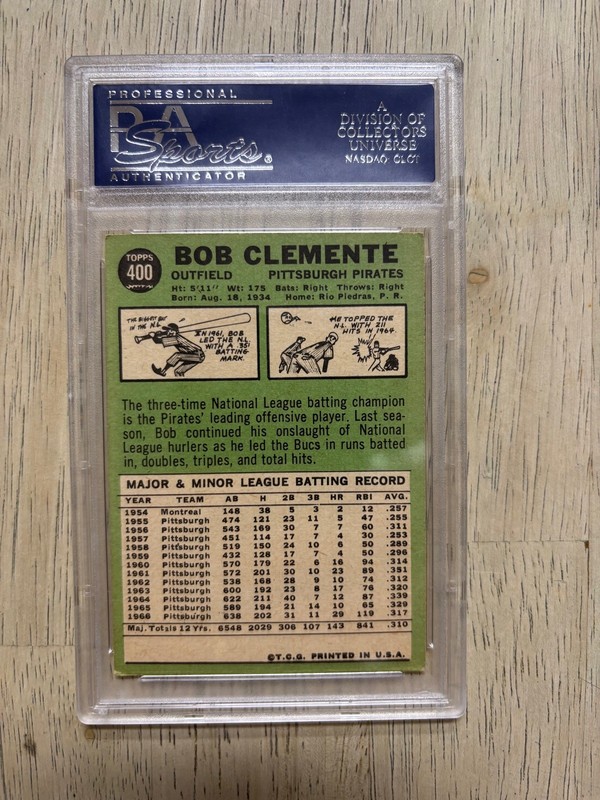 PROFESSIONAL
PSA
Sports®
AUTHENTICATOR
A
DIVISION OF
COLLECTORS
UNIVERSE
NASDAQ: CLCT
TOPPS
400
BOB CLEMENTE
OUTFIELD PITTSBURGH PIRATES
Ht: 5'11" Wt: 175 Bats: Right Throws: Right
Born: Aug. 18, 1934 Home: Rio Piedras, P. R.
THE BIGGEST BAT
IN THE N.L.
IN 1961, BOB
LED THE N.L.
WITH A .351
BATTING
MARK.
HE TOPPED THE
N.L. WITH 211
HITS IN 1964.
The three-time National League batting champion
is the Pirates' leading offensive player. Last sea-
son, Bob continued his onslaught of National
League hurlers as he led the Bucs in runs batted
in, doubles, triples, and total hits.
MAJOR & MINOR LEAGUE BATTING RECORD
YEAR TEAM AB H 2B 3B HR RBI AVG.
1954 Montreal 148 38 5 3 2 12 .257
1955 Pittsburgh 474 121 23 11 5 47 .255
1956 Pittsburgh 543 169 30 7 7 60 .311
1957 Pittsburgh 451 114 17 7 4 30 .253
1958 Pittsburgh 519 150 24 10 6 50 .289
1959 Pittsburgh 432 128 17 7 4 50 .296
1960 Pittsburgh 570 179 22 6 16 94 .314
1961 Pittsburgh 572 201 30 10 23 89 .351
1962 Pittsburgh 538 168 28 9 10 74 .312
1963 Pittsburgh 600 192 23 8 17 76 .320
1964 Pittsburgh 622 211 40 7 12 87 .339
1965 Pittsburgh 589 194 21 14 10 65 .329
1966 Pittsburgh 638 202 31 11 29 119 .317
Maj. Totals 12 Yrs. 6548 2029 306 107 143 841 .310
©T.C.G. PRINTED IN U.S.A.